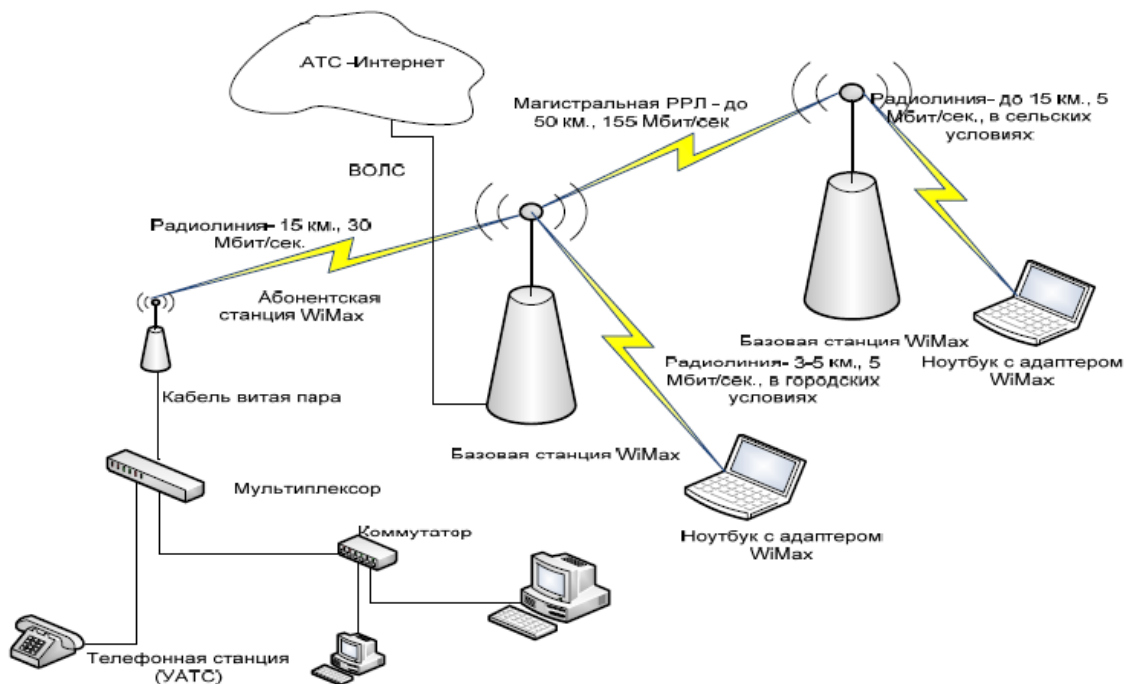 АТС -Интернет
Магистральная РРЛ - до
50 км., 155 Мбит/сек
Радиолиния- до 15 км., 5
Мбит/сек., в сельских
условиях
ВОЛС
Радиолиния- 15 км., 30
Мбит/сек.
Абонентская
станция WiMax
Базовая станция WiMax
Ноутбук с адаптером
WiMax
Радиолиния- 3-5 км., 5
Мбит/сек., в городских
условиях
Кабель витая пара
Базовая станция WiMax
Мультиплексор
Коммутатор
Ноутбук с адаптером
WiMax
Телефонная станция
(УАТС)